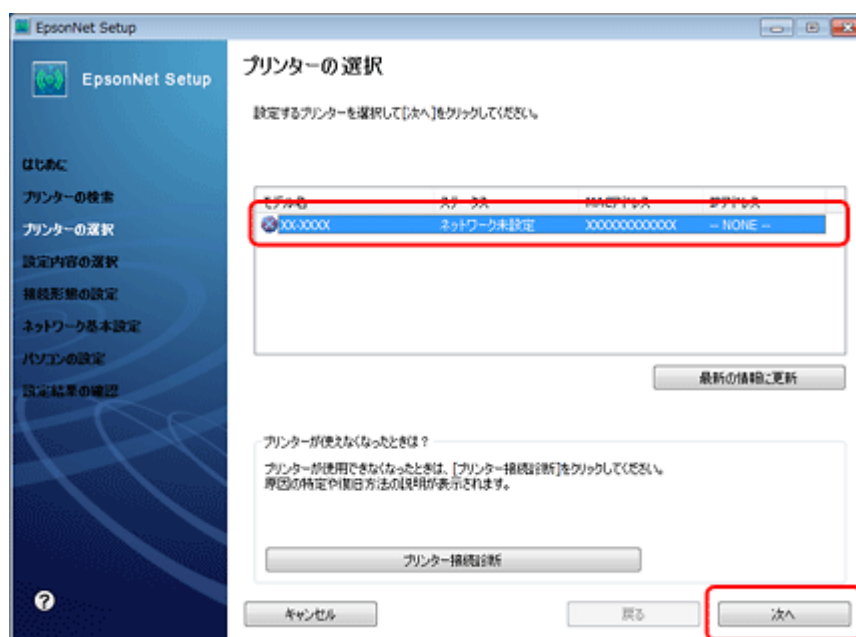 EpsonNet Setup
EpsonNet Setup
はじめに
プリンターの検索
プリンターの選択
設定内容の選択
接続形態の設定
ネットワーク基本設定
パソコンの設定
設定結果の確認
プリンターの選択
設定するプリンターを選択して[次へ]をクリックしてください。
モデル名 ステータス MACアドレス IPアドレス
XX-XXXX ネットワーク未設定 XXXXXXXXXXXX -- NONE --
最新の情報に更新
プリンターが使えなくなったときは？
プリンターが使用できなくなったときは、[プリンター接続診断]をクリックしてください。
原因の特定や復旧方法の説明が表示されます。
プリンター接続診断
キャンセル 戻る 次へ